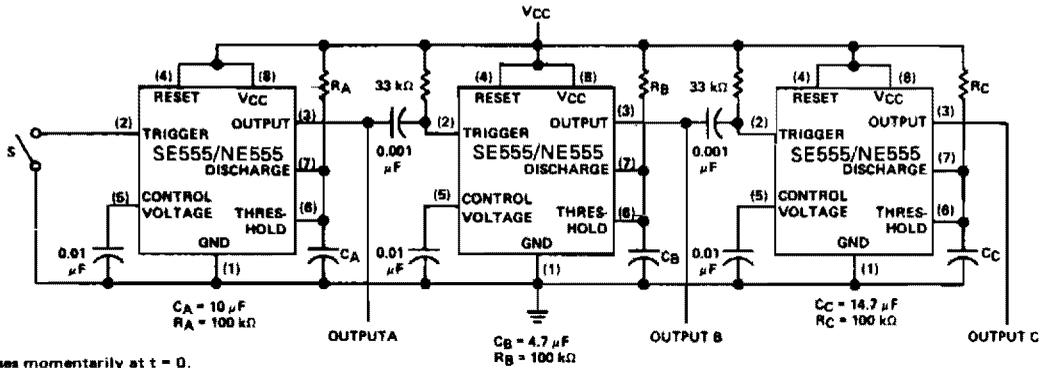 VCC
(4)
(8)
RESET
VCC
RA
33 kΩ
(2)
TRIGGER
OUTPUT
(3)
SE555/NE555
DISCHARGE
(7)
S
(5)
CONTROL
VOLTAGE
(6)
THRES-
HOLD
GND
(1)
0.01
μF
CA
CA = 10 μF
RA = 100 kΩ
OUTPUT A
0.001
μF
(4)
(8)
RESET
VCC
RB
33 kΩ
(2)
TRIGGER
OUTPUT
(3)
SE555/NE555
DISCHARGE
(7)
(5)
CONTROL
VOLTAGE
(6)
THRES-
HOLD
GND
(1)
0.01
μF
CB
CB = 4.7 μF
RB = 100 kΩ
OUTPUT B
0.001
μF
(4)
(8)
RESET
VCC
RC
(2)
TRIGGER
OUTPUT
(3)
SE555/NE555
DISCHARGE
(7)
(5)
CONTROL
VOLTAGE
(6)
THRES-
HOLD
GND
(1)
0.01
μF
CC
CC = 14.7 μF
RC = 100 kΩ
OUTPUT C
momentarily at t = 0.